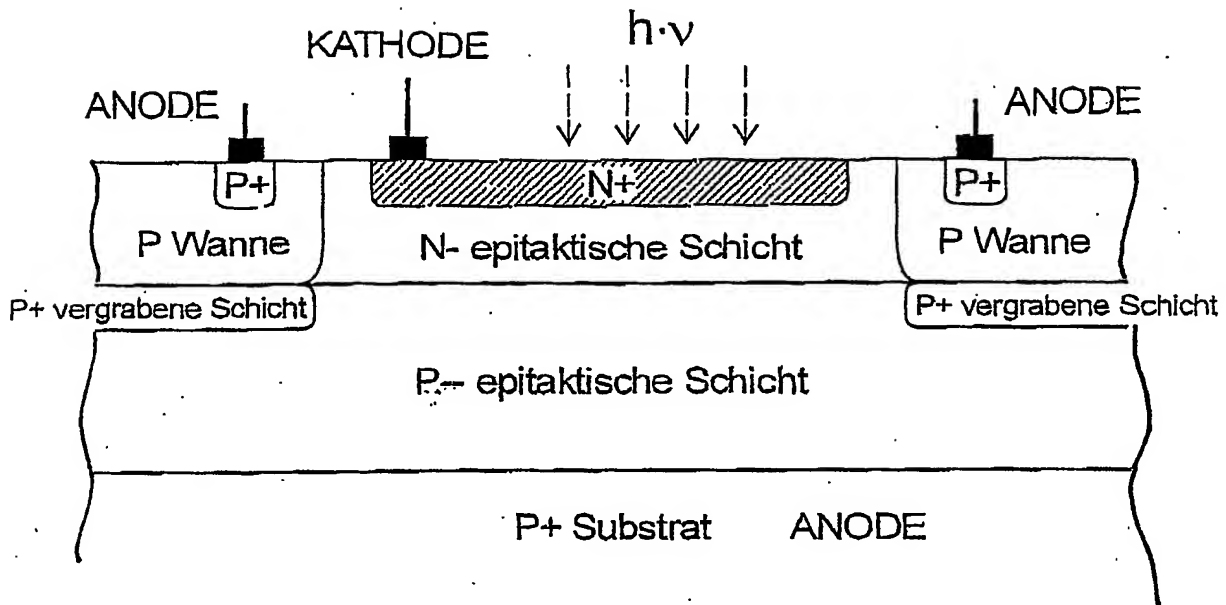 h·ν
KATHODE
ANODE
ANODE
P+
N+
P+
P Wanne
N- epitaktische Schicht
P Wanne
P+ vergrabene Schicht
P+ vergrabene Schicht
P-- epitaktische Schicht
P+ Substrat
ANODE